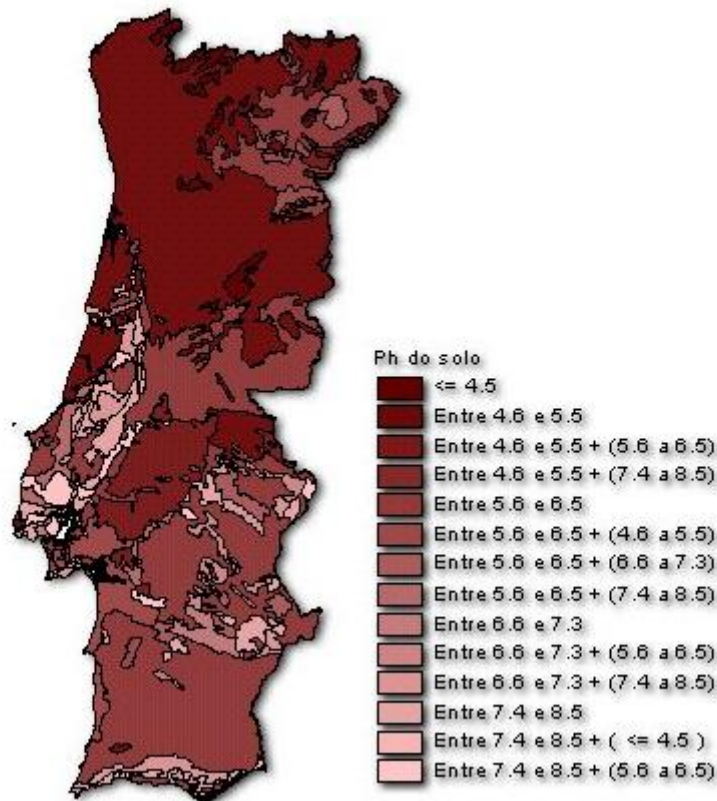 Ph do solo
<= 4.5
Entre 4.6 e 5.5
Entre 4.6 e 5.5 + (5.6 a 6.5)
Entre 4.6 e 5.5 + (7.4 a 8.5)
Entre 5.6 e 6.5
Entre 5.6 e 6.5 + (4.6 a 5.5)
Entre 5.6 e 6.5 + (6.6 a 7.3)
Entre 5.6 e 6.5 + (7.4 a 8.5)
Entre 6.6 e 7.3
Entre 6.6 e 7.3 + (5.6 a 6.5)
Entre 6.6 e 7.3 + (7.4 a 8.5)
Entre 7.4 e 8.5
Entre 7.4 e 8.5 + ( <= 4.5 )
Entre 7.4 e 8.5 + (5.6 a 6.5)